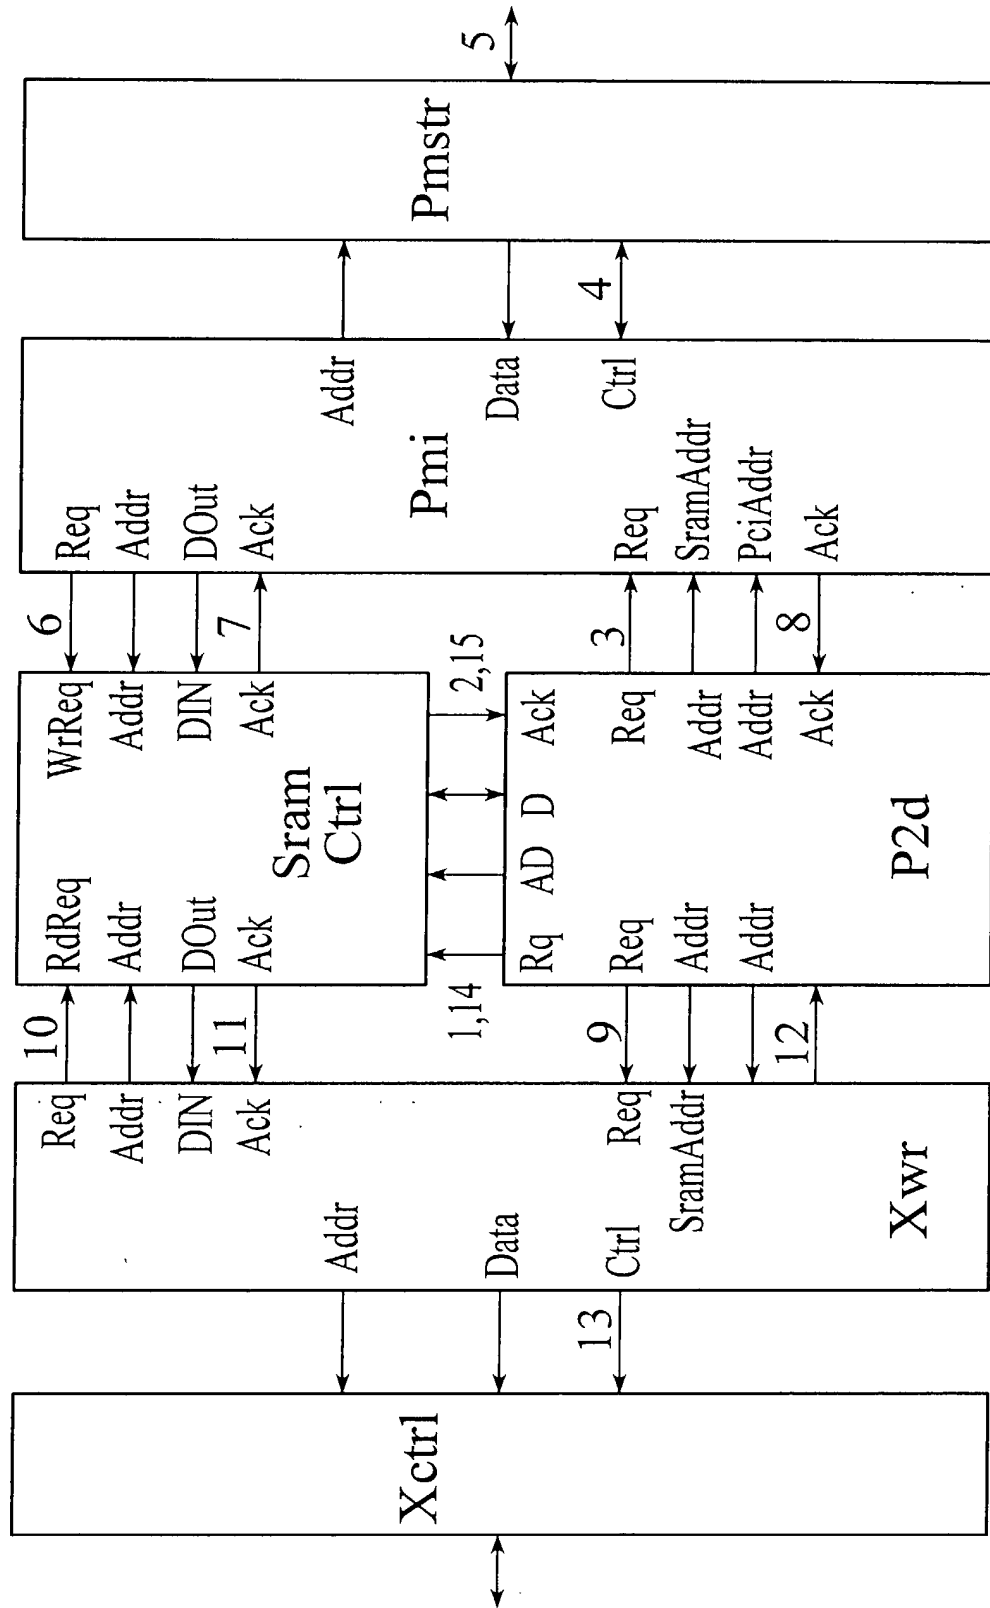 Xctrl
13
Addr
Data
Ctrl
Req
Addr
DIN
Ack
Req
SramAddr
Xwr
10
11
9
12
RdReq
Addr
DOut
Ack
WrReq
Addr
DIN
Ack
Sram
Ctrl
1,14
2,15
Rq
AD
D
Ack
Req
Addr
Addr
Req
Addr
Addr
Ack
P2d
6
7
3
8
Req
Addr
DOut
Ack
Addr
Pmi
Data
Ctrl
Req
SramAddr
PciAddr
Ack
4
Pmstr
5